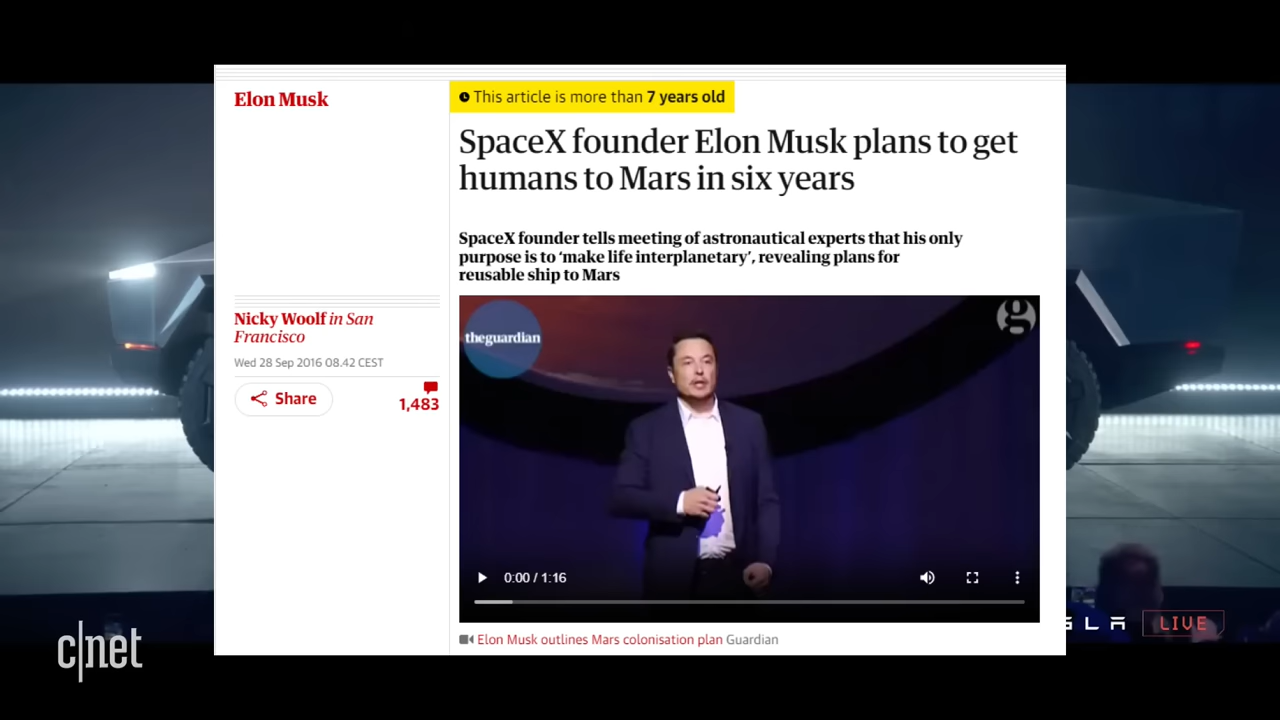 Elon Musk
This article is more than 7 years old
SpaceX founder Elon Musk plans to get
humans to Mars in six years
SpaceX founder tells meeting of astronautical experts that his only
purpose is to ‘make life interplanetary’, revealing plans for
reusable ship to Mars
Nicky Woolf in San
Francisco
Wed 28 Sep 2016 08.42 CEST
Share
1,483
theguardian
0:00 / 1:16
Elon Musk outlines Mars colonisation plan Guardian
c|net
SLA LIVE